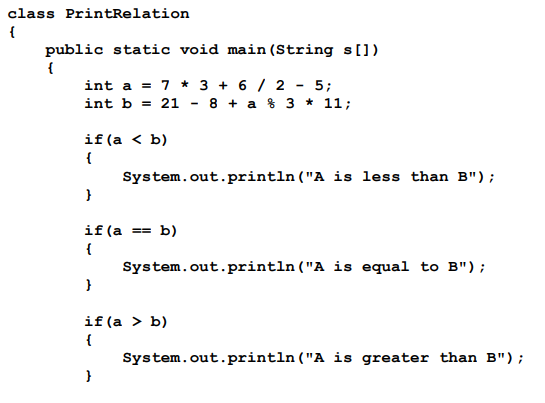 class PrintRelation
{
    public static void main(String s[])
    {
        int a = 7 * 3 + 6 / 2 - 5;
        int b = 21 - 8 + a % 3 * 11;
        if(a < b)
        {
            System.out.println("A is less than B");
        }
        if(a == b)
        {
            System.out.println("A is equal to B");
        }
        if(a > b)
        {
            System.out.println("A is greater than B");
        }